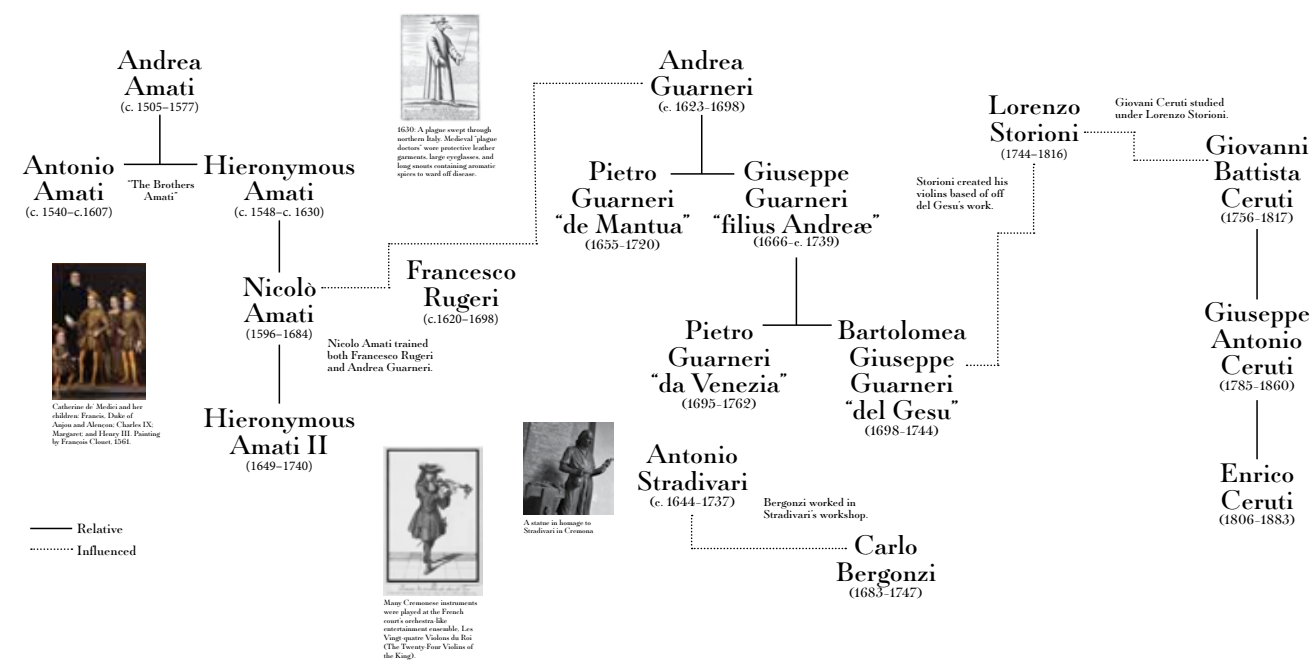 Andrea
Amati
(c. 1505–1577)
Antonio
Amati
(c. 1540–c.1607)
"The Brothers
Amati"
Hieronymous
Amati
(c. 1548–c. 1630)
Nicolò
Amati
(1596–1684)
Nicolo Amati trained
both Francesco Rugeri
and Andrea Guarneri.
Hieronymous
Amati II
(1649–1740)
Catherine de' Medici and her
children: Francis, Duke of
Anjou and Alençon; Charles IX;
Margaret; and Henry III. Painting
by François Clouet, 1561.
Relative
Influenced
1630: A plague swept through
northern Italy. Medieval "plague
doctors" wore protective leather
garments, large eyeglasses, and
long snouts containing aromatic
spices to ward off disease.
Francesco
Rugeri
(c.1620–1698)
Many Cremonese instruments
were played at the French
court's orchestra-like
entertainment ensemble, Les
Vingt-quatre Violons du Roi
(The Twenty-Four Violins of
the King).
Andrea
Guarneri
(c. 1623-1698)
Pietro
Guarneri
"de Mantua"
(1655-1720)
Giuseppe
Guarneri
"filius Andreæ"
(1666-c. 1739)
Pietro
Guarneri
"da Venezia"
(1695-1762)
Bartolomea
Giuseppe
Guarneri
"del Gesu"
(1698-1744)
A statue in homage to
Stradivari in Cremona
Antonio
Stradivari
(c. 1644-1737)
Bergonzi worked in
Stradivari's workshop.
Carlo
Bergonzi
(1683-1747)
Lorenzo
Storioni
(1744-1816)
Storioni created his
violins based of off
del Gesu's work.
Giovani Ceruti studied
under Lorenzo Storioni.
Giovanni
Battista
Ceruti
(1756-1817)
Giuseppe
Antonio
Ceruti
(1785-1860)
Enrico
Ceruti
(1806-1883)